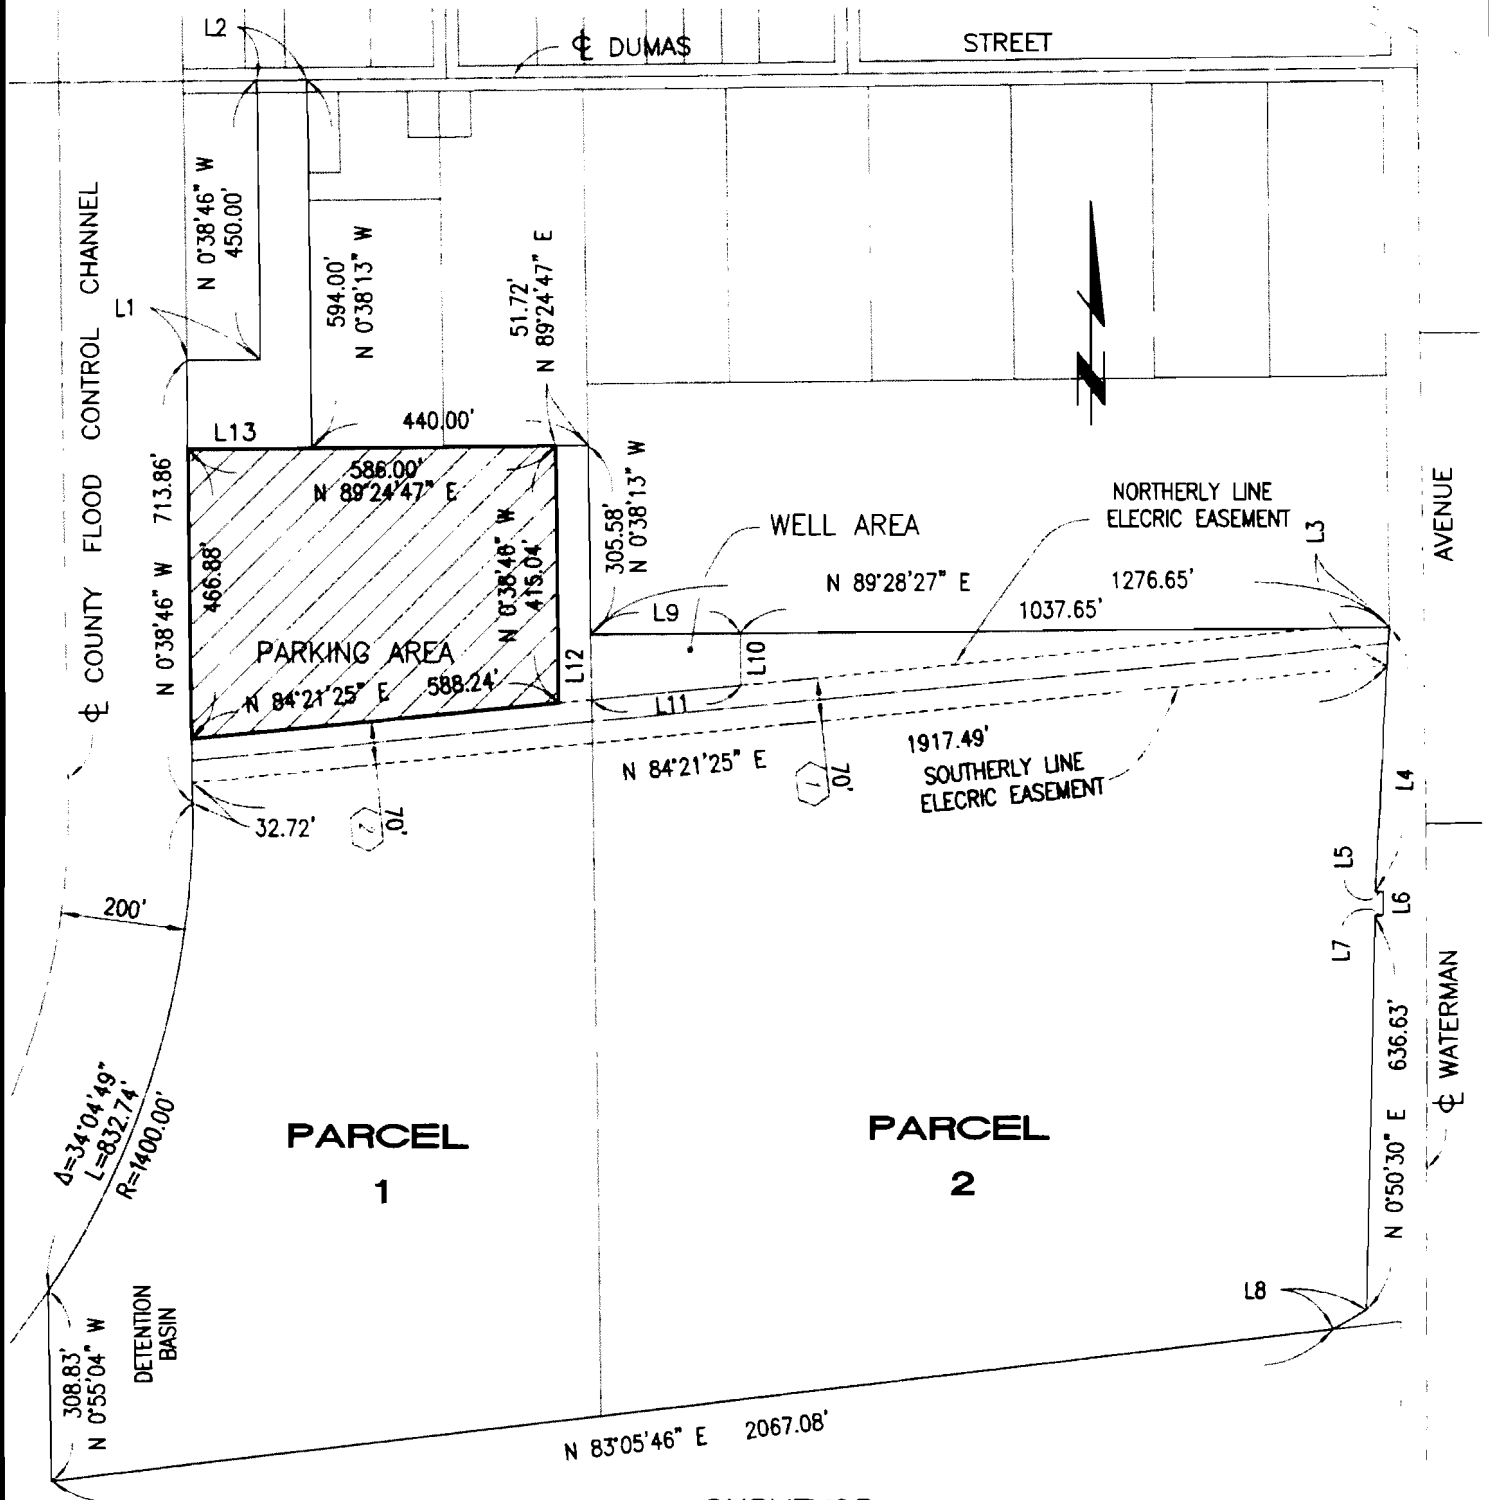 L2
℄ DUMAS STREET
N 0°38'46" W
450.00'
594.00'
N 0°38'13" W
51.72'
N 89°24'47" E
L1
℄ COUNTY FLOOD CONTROL CHANNEL
L13
440.00'
586.00'
N 89°24'47" E
N 0°38'46" W 713.86'
466.88'
N 0°38'46" W
415.04'
305.58'
N 0°38'13" W
PARKING AREA
N 84°21'25" E 588.24'
WELL AREA
NORTHERLY LINE
ELECRIC EASEMENT
L3
N 89°28'27" E 1276.65'
1037.65'
L9
L10
L12
L11
N 84°21'25" E 1917.49'
SOUTHERLY LINE
ELECRIC EASEMENT
1
70'
2
70'
32.72'
200'
L4
L5
L6
L7
N 0°50'30" E 636.63'
℄ WATERMAN AVENUE
Δ=34°04'49"
L=832.74'
R=1400.00'
PARCEL
1
PARCEL
2
L8
DETENTION
BASIN
308.83'
N 0°55'04" W
N 83°05'46" E 2067.08'